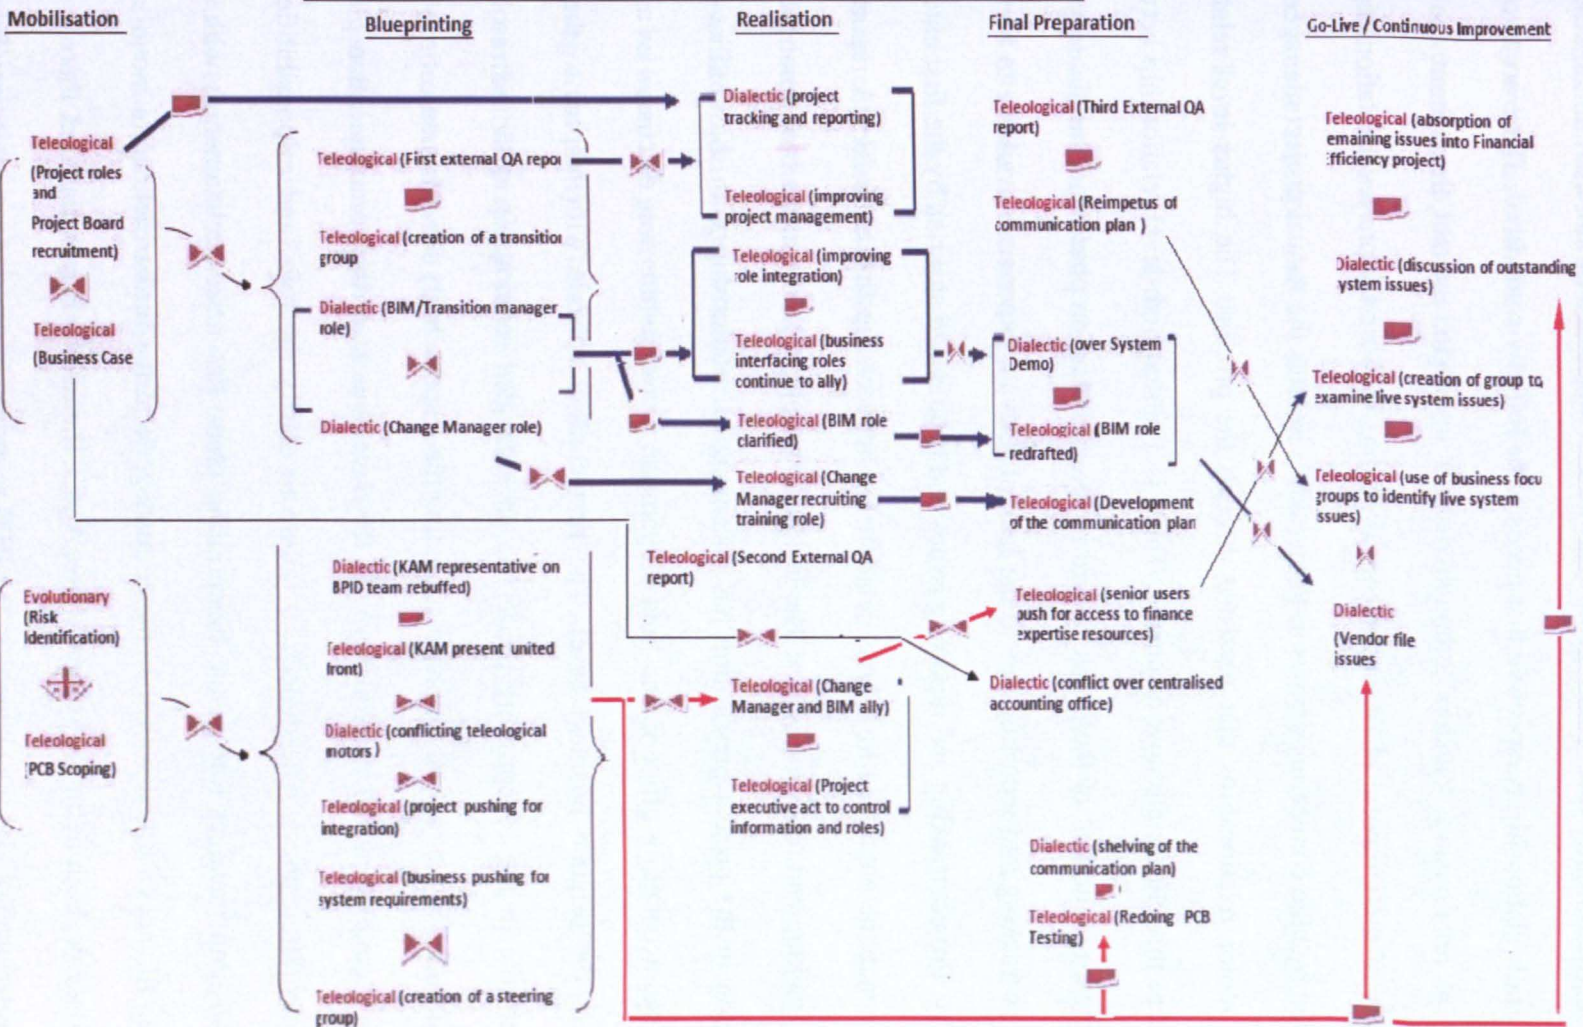 Mobilisation
Teleological
(Project roles
and
Project Board
recruitment)
Teleological
(Business Case
Evolutionary
(Risk
Identification)
Teleological
(PCB Scoping)
Blueprinting
Teleological (First external QA repor
Teleological (creation of a transition
group
Dialectic (BIM/Transition manager
role)
Dialectic (Change Manager role)
Dialectic (KAM representative on
BPID team rebuffed)
Teleological (KAM present united
front)
Dialectic (conflicting teleological
motors)
Teleological (project pushing for
integration)
Teleological (business pushing for
system requirements)
Teleological (creation of a steering
group)
Realisation
Dialectic (project
tracking and reporting)
Teleological (improving
project management)
Teleological (improving
role integration)
Teleological (business
interfacing roles
continue to ally)
Teleological (BIM role
clarified)
Teleological (Change
Manager recruiting
training role)
Teleological (Second External QA
report)
Teleological (Change
Manager and BIM ally)
Teleological (Project
executive act to control
information and roles)
Final Preparation
Teleological (Third External QA
report)
Teleological (Reimpetus of
communication plan )
Dialectic (over System
Demo)
Teleological (BIM role
redrafted)
Teleological (Development
of the communication plan
Teleological (senior users
push for access to finance
expertise resources)
Dialectic (conflict over centralised
accounting office)
Dialectic (shelving of the
communication plan)
Teleological (Redoing PCB
Testing)
Go-Live / Continuous Improvement
Teleological (absorption of
emaining issues into Financial
Efficiency project)
Dialectic (discussion of outstanding
system issues)
Teleological (creation of group to
examine live system issues)
Teleological (use of business focu
groups to identify live system
issues)
Dialectic
(Vendor file
issues